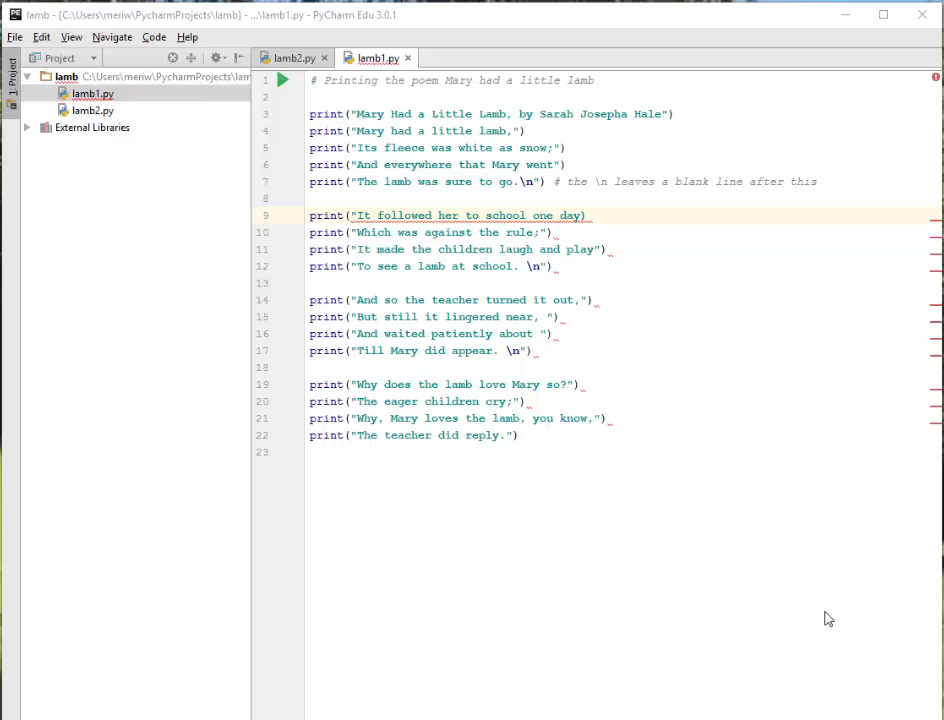 PE lamb - [C:\Users\meriw\PycharmProjects\lamb] - ...\lamb1.py - PyCharm Edu 3.0.1
File Edit View Navigate Code Help
Project lamb2.py lamb1.py
1: Project
lamb C:\Users\meriw\PycharmProjects\lam
lamb1.py
lamb2.py
External Libraries
1 # Printing the poem Mary had a little lamb
2
3 print("Mary Had a Little Lamb, by Sarah Josepha Hale")
4 print("Mary had a little lamb,")
5 print("Its fleece was white as snow;")
6 print("And everywhere that Mary went")
7 print("The lamb was sure to go.\n") # the \n leaves a blank line after this
8
9 print("It followed her to school one day)
10 print("Which was against the rule;")
11 print("It made the children laugh and play")
12 print("To see a lamb at school. \n")
13
14 print("And so the teacher turned it out,")
15 print("But still it lingered near, ")
16 print("And waited patiently about ")
17 print("Till Mary did appear. \n")
18
19 print("Why does the lamb love Mary so?")
20 print("The eager children cry;")
21 print("Why, Mary loves the lamb, you know,")
22 print("The teacher did reply.")
23